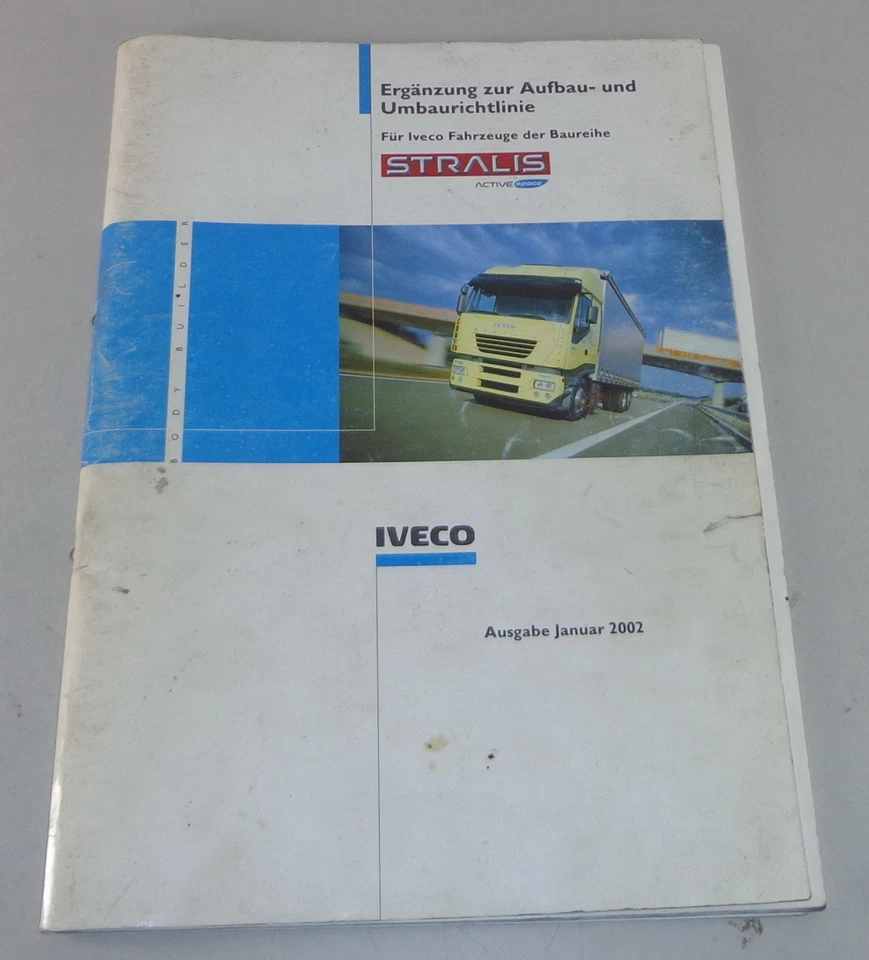 Ergänzung zur Aufbau- und
Umbaurichtlinie
Für Iveco Fahrzeuge der Baureihe
STRALIS
ACTIVE space
BODY BUILDER
IVECO
IVECO
Ausgabe Januar 2002